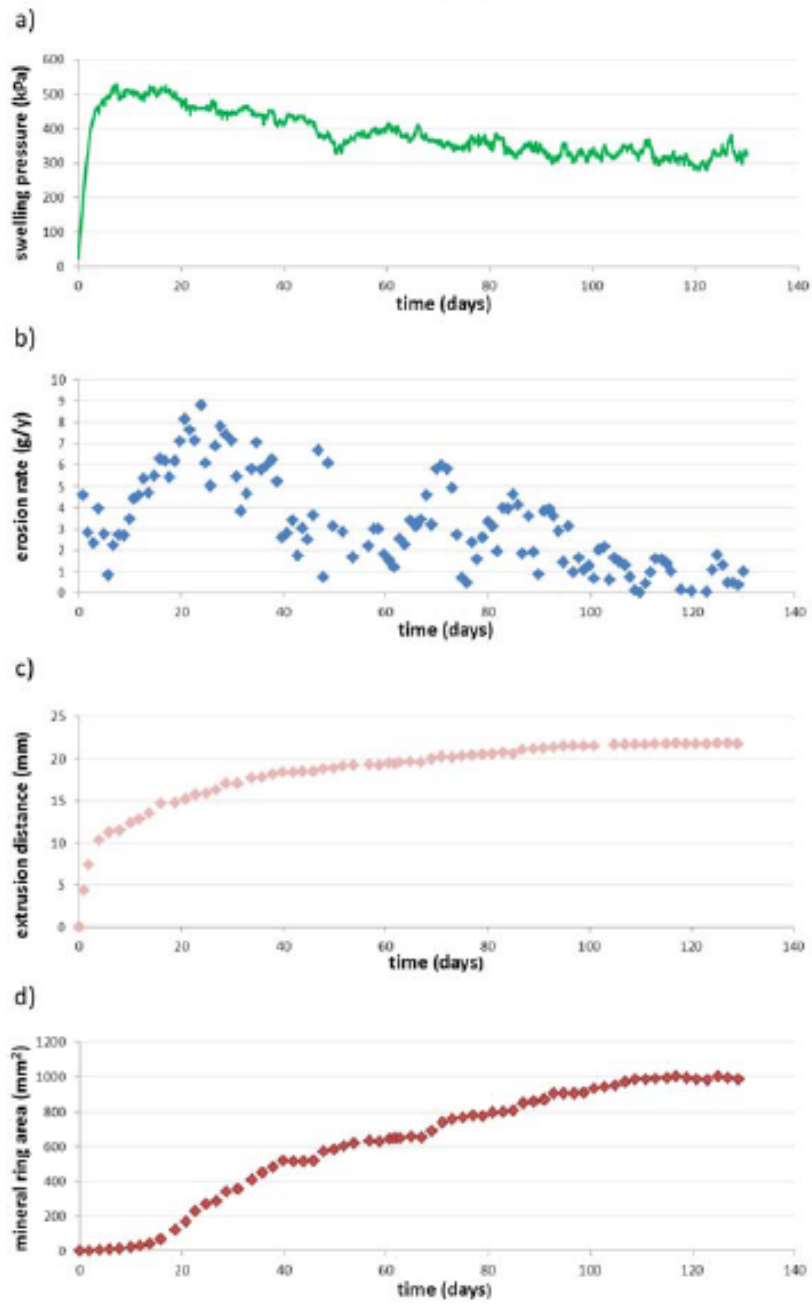 a)
swelling pressure (kPa)
600
500
400
300
200
100
0
0 20 40 60 80 100 120 140
time (days)
b)
erosion rate (g/y)
10
9
8
7
6
5
4
3
2
1
0
0 20 40 60 80 100 120 140
time (days)
c)
extrusion distance (mm)
25
20
15
10
5
0
0 20 40 60 80 100 120 140
time (days)
d)
mineral ring area (mm²)
1200
1000
800
600
400
200
0
0 20 40 60 80 100 120 140
time (days)